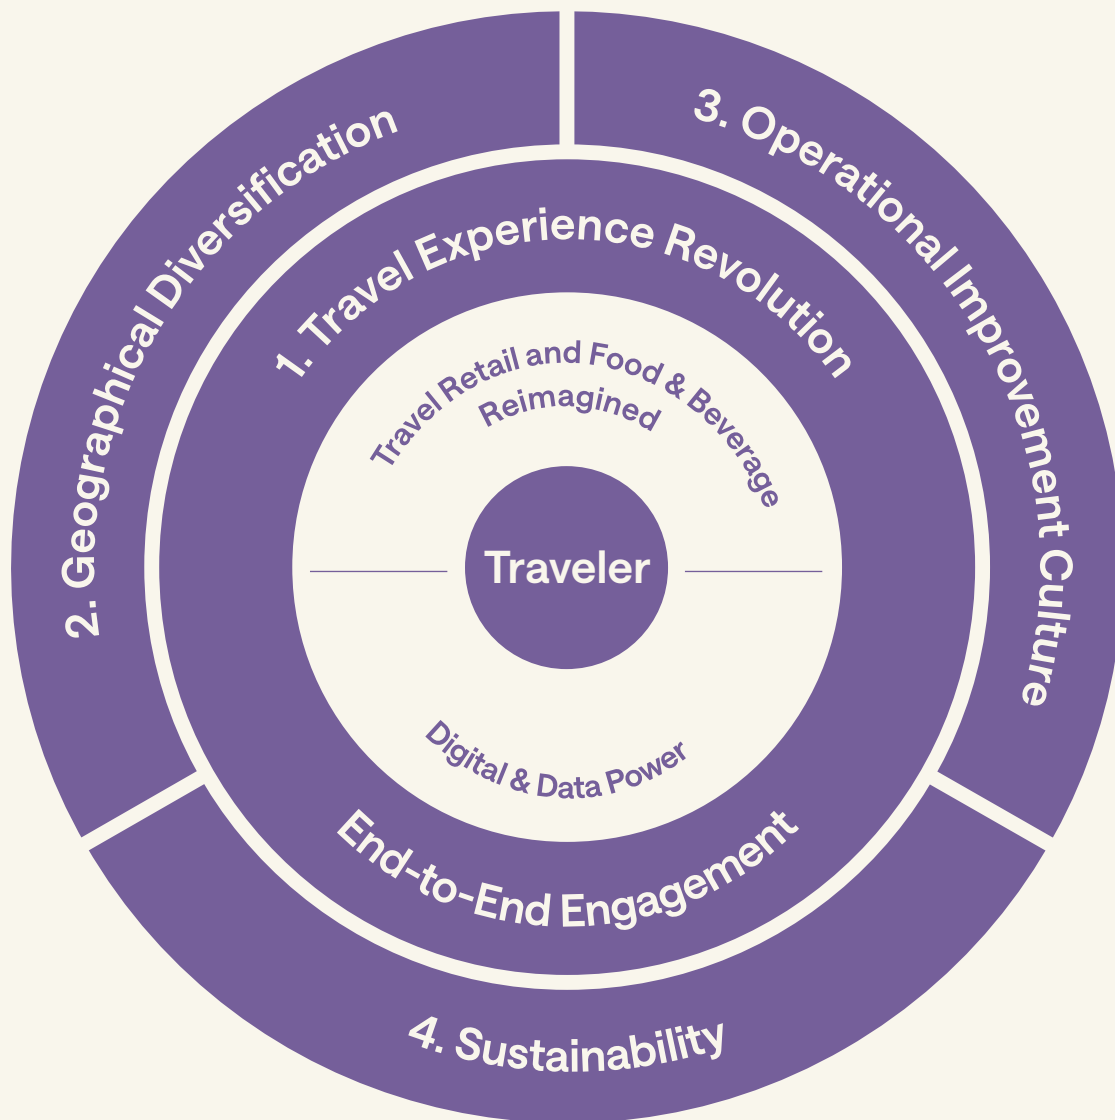 2. Geographical Diversification
3. Operational Improvement Culture
1. Travel Experience Revolution
Travel Retail and Food & Beverage
Reimagined
Traveler
Digital & Data Power
End-to-End Engagement
4. Sustainability